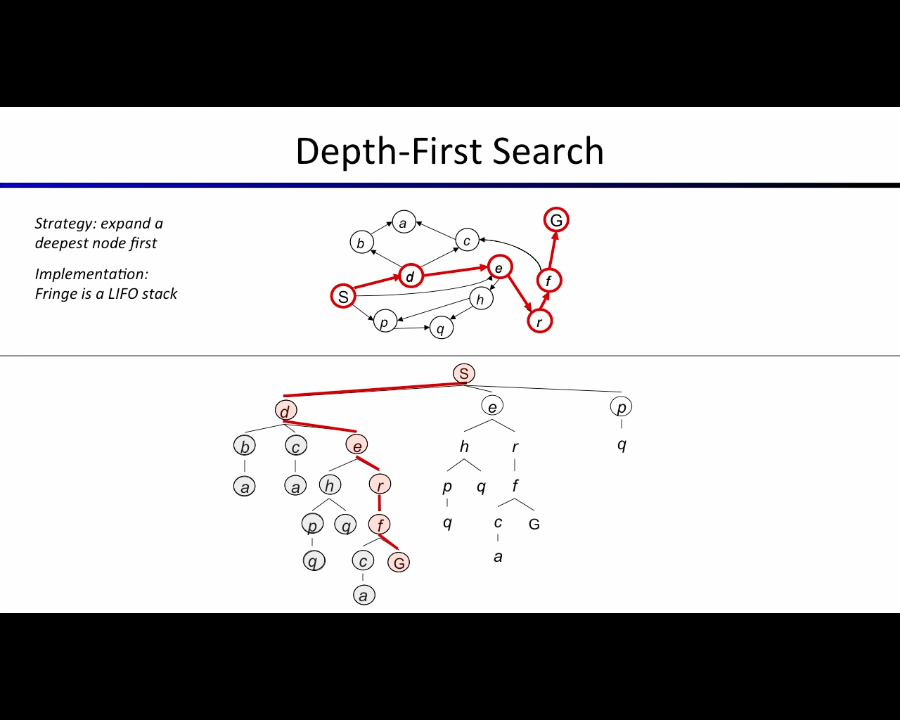 Depth-First Search
Strategy: expand a
deepest node first
Implementation:
Fringe is a LIFO stack
G
a
b
c
e
d
f
S
h
p
q
r
S
d
e
p
b
c
e
h
r
q
a
a
h
r
p
q
f
p
q
f
q
c
G
q
c
G
a
a